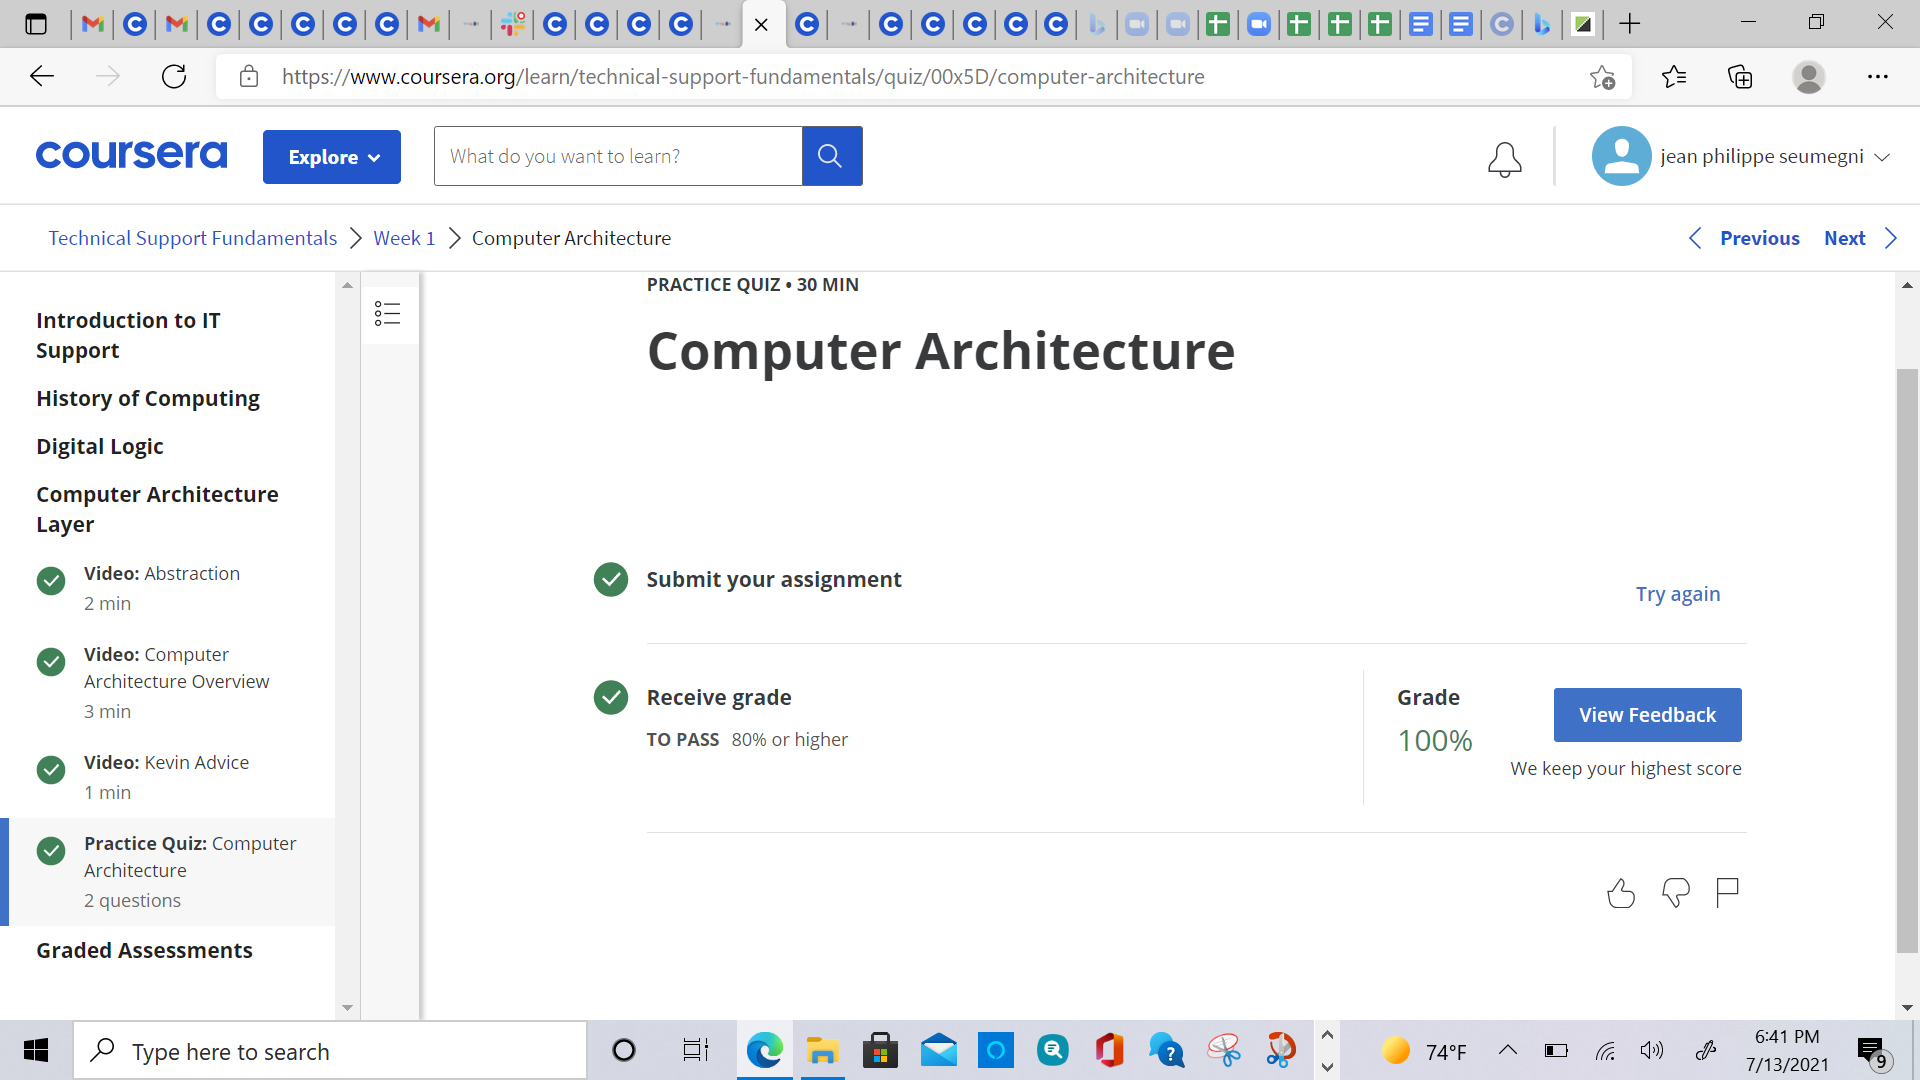 https://www.coursera.org/learn/technical-support-fundamentals/quiz/00x5D/computer-architecture
coursera
Explore
What do you want to learn?
jean philippe seumegni
Technical Support Fundamentals
Week 1
Computer Architecture
Previous
Next
Introduction to IT
Support
History of Computing
Digital Logic
Computer Architecture
Layer
Video: Abstraction
2 min
Video: Computer
Architecture Overview
3 min
Video: Kevin Advice
1 min
Practice Quiz: Computer
Architecture
2 questions
Graded Assessments
PRACTICE QUIZ • 30 MIN
Computer Architecture
Submit your assignment
Try again
Receive grade
TO PASS 80% or higher
Grade
100%
View Feedback
We keep your highest score
Type here to search
74°F
6:41 PM
7/13/2021
9